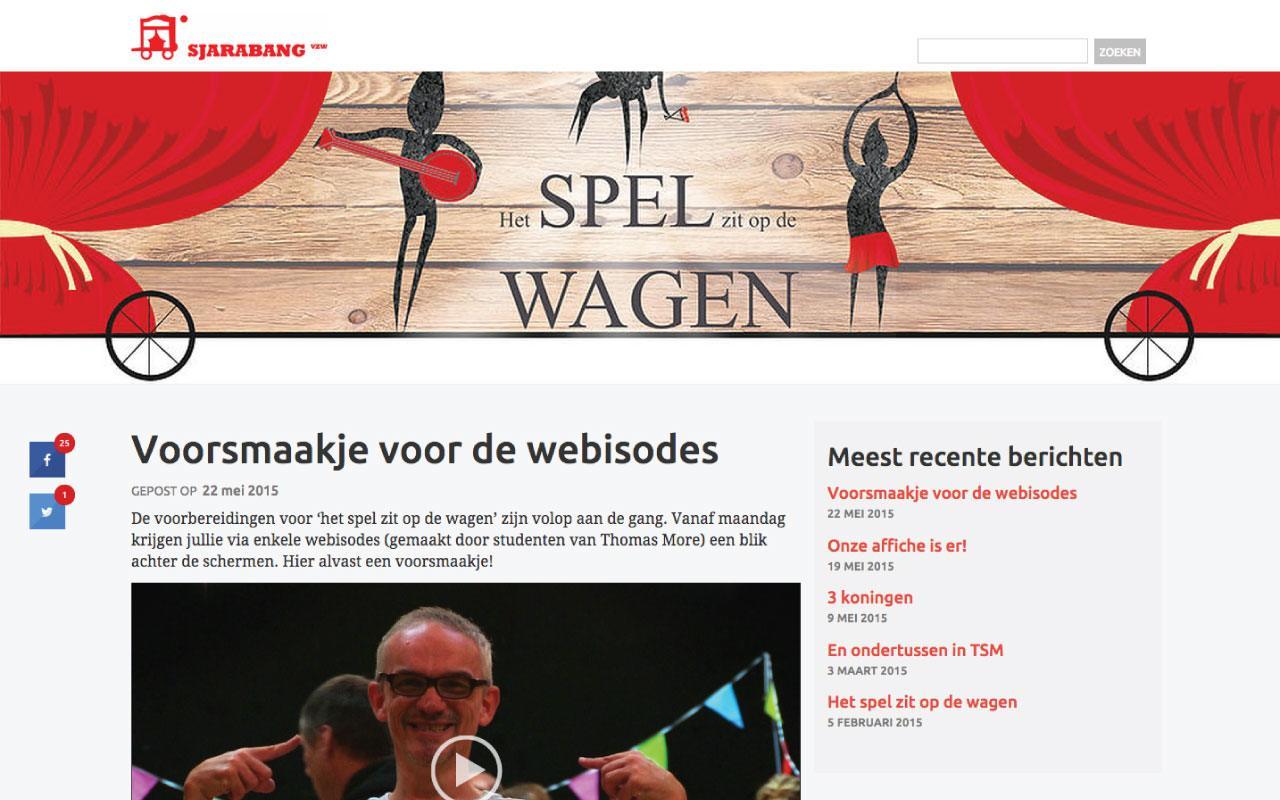 SJARABANG vzw
ZOEKEN
Het SPEL zit op de
WAGEN
25
1
Voorsmaakje voor de webisodes
GEPOST OP 22 mei 2015
De voorbereidingen voor ‘het spel zit op de wagen’ zijn volop aan de gang. Vanaf maandag
krijgen jullie via enkele webisodes (gemaakt door studenten van Thomas More) een blik
achter de schermen. Hier alvast een voorsmaakje!
Meest recente berichten
Voorsmaakje voor de webisodes
22 MEI 2015
Onze affiche is er!
19 MEI 2015
3 koningen
9 MEI 2015
En ondertussen in TSM
3 MAART 2015
Het spel zit op de wagen
5 FEBRUARI 2015